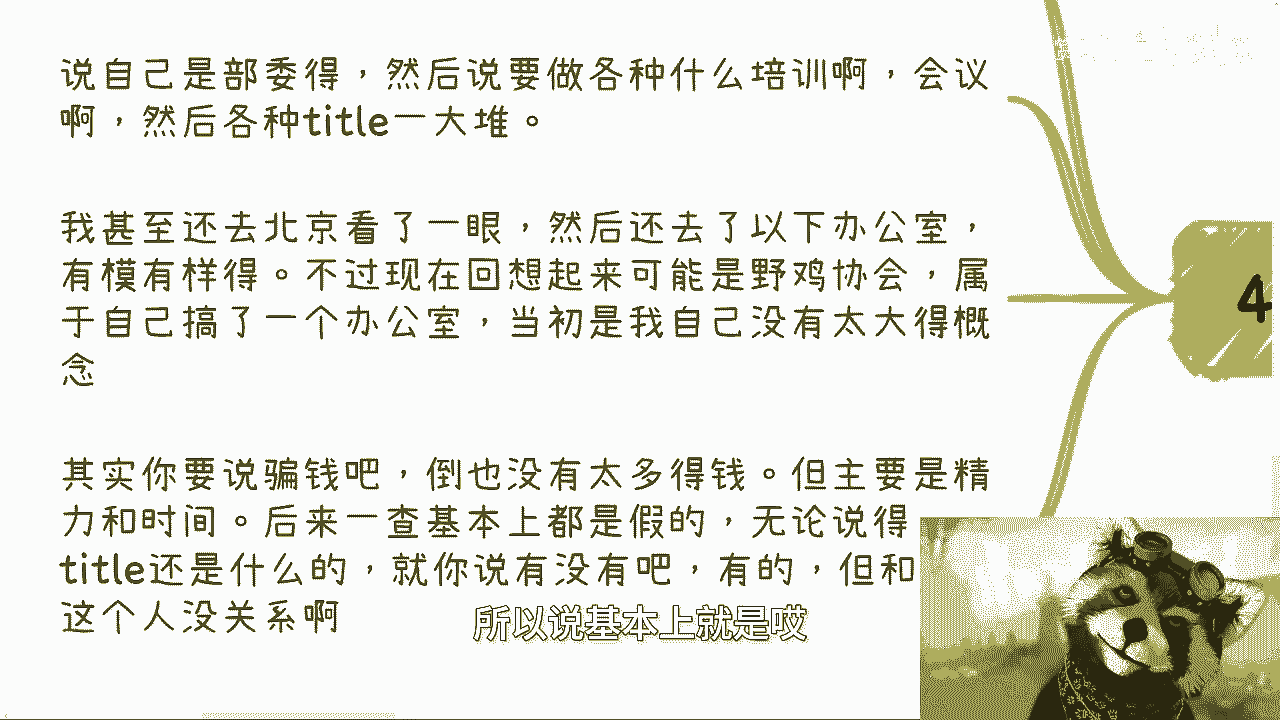 说自己是部委得，然后说要做各种什么培训啊，会议
啊，然后各种title一大堆。
我甚至还去北京看了一眼，然后还去了以下办公室，
有模有样得。不过现在回想起来可能是野鸡协会，属
于自己搞了一个办公室，当初是我自己没有太大得概
念
4
其实你要说骗钱吧，倒也没有太多得钱。但主要是精
力和时间。后来一查基本上都是假的，无论说得
title还是什么的，就你说有没有吧，有的，但和
这个人没关系啊
所以说基本上就是哎